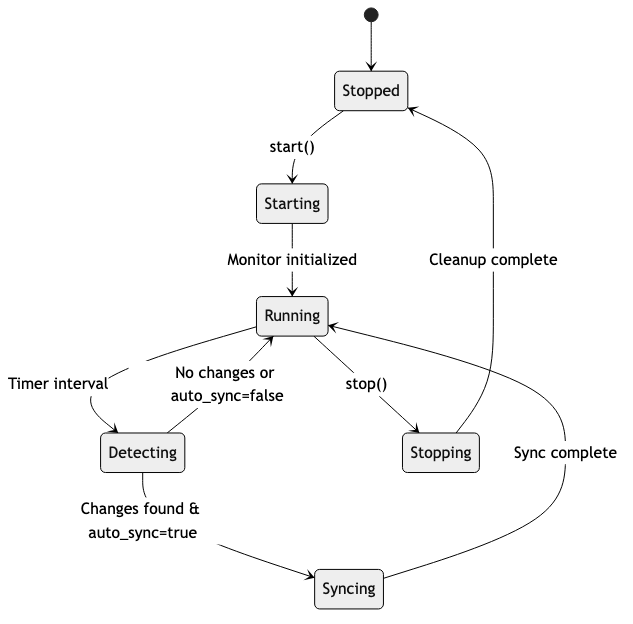 Stopped
start()
Starting
Monitor initialized
Cleanup complete
Running
Timer interval
No changes or
auto_sync=false
stop()
Detecting
Stopping
Sync complete
Changes found &
auto_sync=true
Syncing